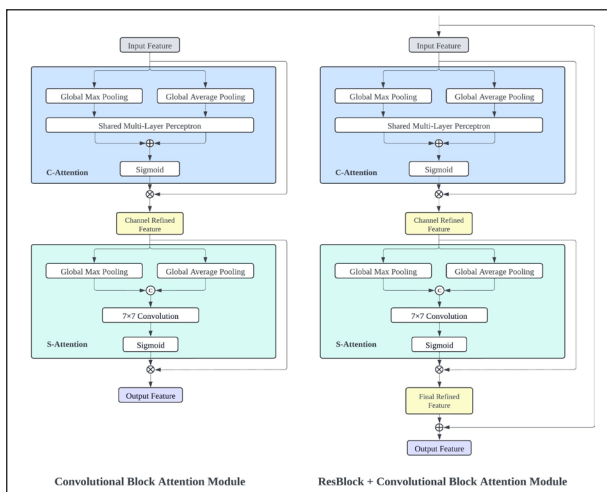 Input Feature
Global Max Pooling
Global Average Pooling
Shared Multi-Layer Perceptron
Sigmoid
C-Attention
Channel Refined
Feature
Global Max Pooling
Global Average Pooling
C
7×7 Convolution
Sigmoid
S-Attention
Output Feature
Convolutional Block Attention Module
Input Feature
Global Max Pooling
Global Average Pooling
Shared Multi-Layer Perceptron
Sigmoid
C-Attention
Channel Refined
Feature
Global Max Pooling
Global Average Pooling
C
7×7 Convolution
Sigmoid
S-Attention
Final Refined
Feature
Output Feature
ResBlock + Convolutional Block Attention Module